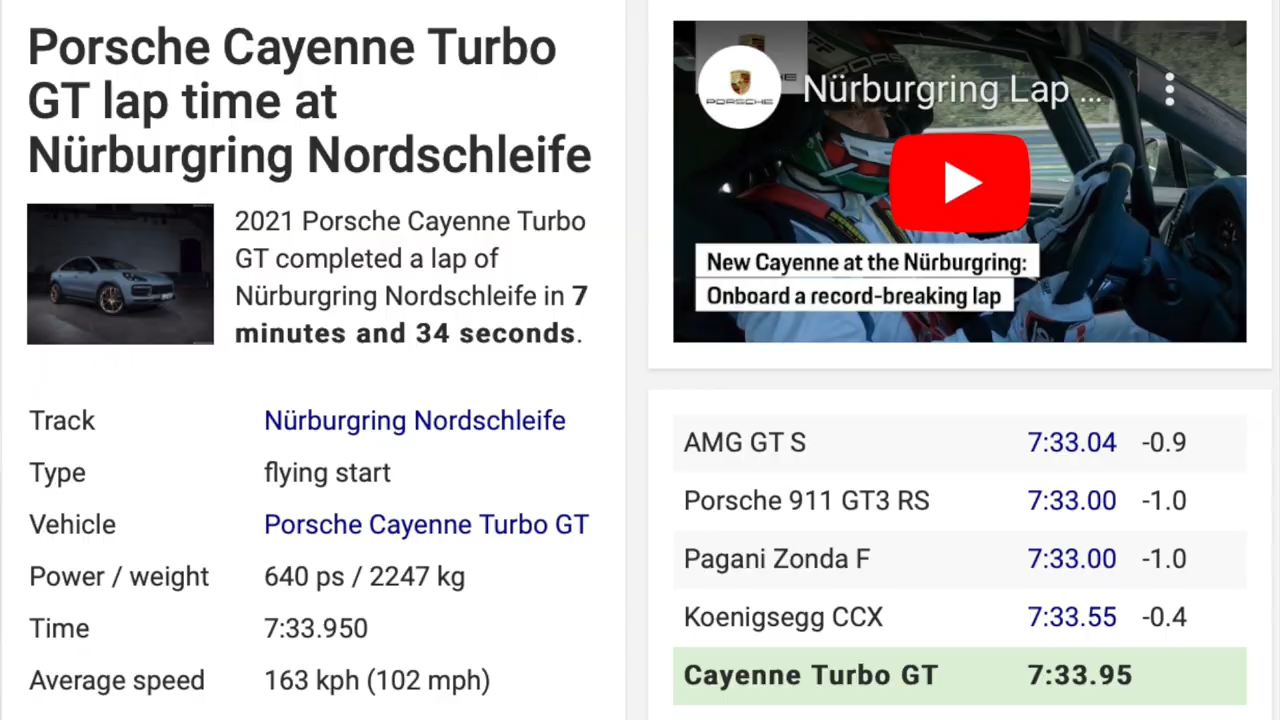 Porsche Cayenne Turbo
GT lap time at
Nürburgring Nordschleife
2021 Porsche Cayenne Turbo
GT completed a lap of
Nürburgring Nordschleife in 7
minutes and 34 seconds.
Track Nürburgring Nordschleife
Type flying start
Vehicle Porsche Cayenne Turbo GT
Power / weight 640 ps / 2247 kg
Time 7:33.950
Average speed 163 kph (102 mph)
PORSCHE
Nürburgring Lap ...
New Cayenne at the Nürburgring:
Onboard a record-breaking lap
AMG GT S 7:33.04 -0.9
Porsche 911 GT3 RS 7:33.00 -1.0
Pagani Zonda F 7:33.00 -1.0
Koenigsegg CCX 7:33.55 -0.4
Cayenne Turbo GT 7:33.95